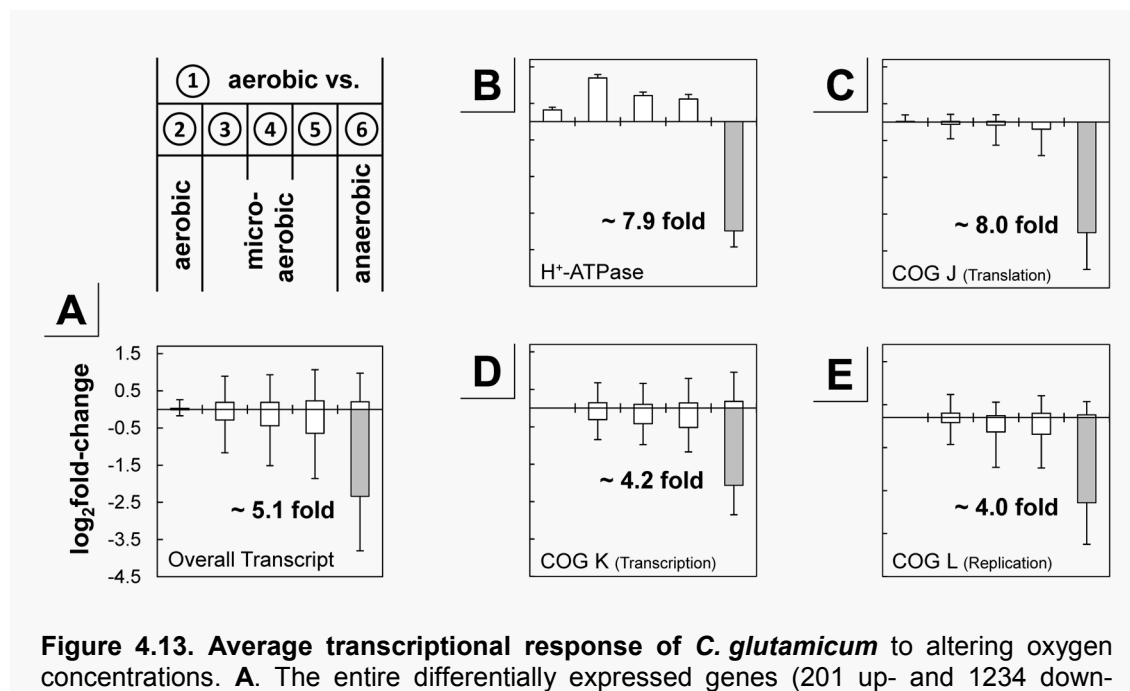 ① aerobic vs.
② ③ ④ ⑤ ⑥
aerobic
micro-
aerobic
anaerobic
B
~ 7.9 fold
H⁺-ATPase
C
~ 8.0 fold
COG J (Translation)
A
log₂fold-change
1.5
0.5
-0.5
-1.5
-2.5
-3.5
-4.5
~ 5.1 fold
Overall Transcript
D
~ 4.2 fold
COG K (Transcription)
E
~ 4.0 fold
COG L (Replication)
Figure 4.13. Average transcriptional response of C. glutamicum to altering oxygen
concentrations. A. The entire differentially expressed genes (201 up- and 1234 down-